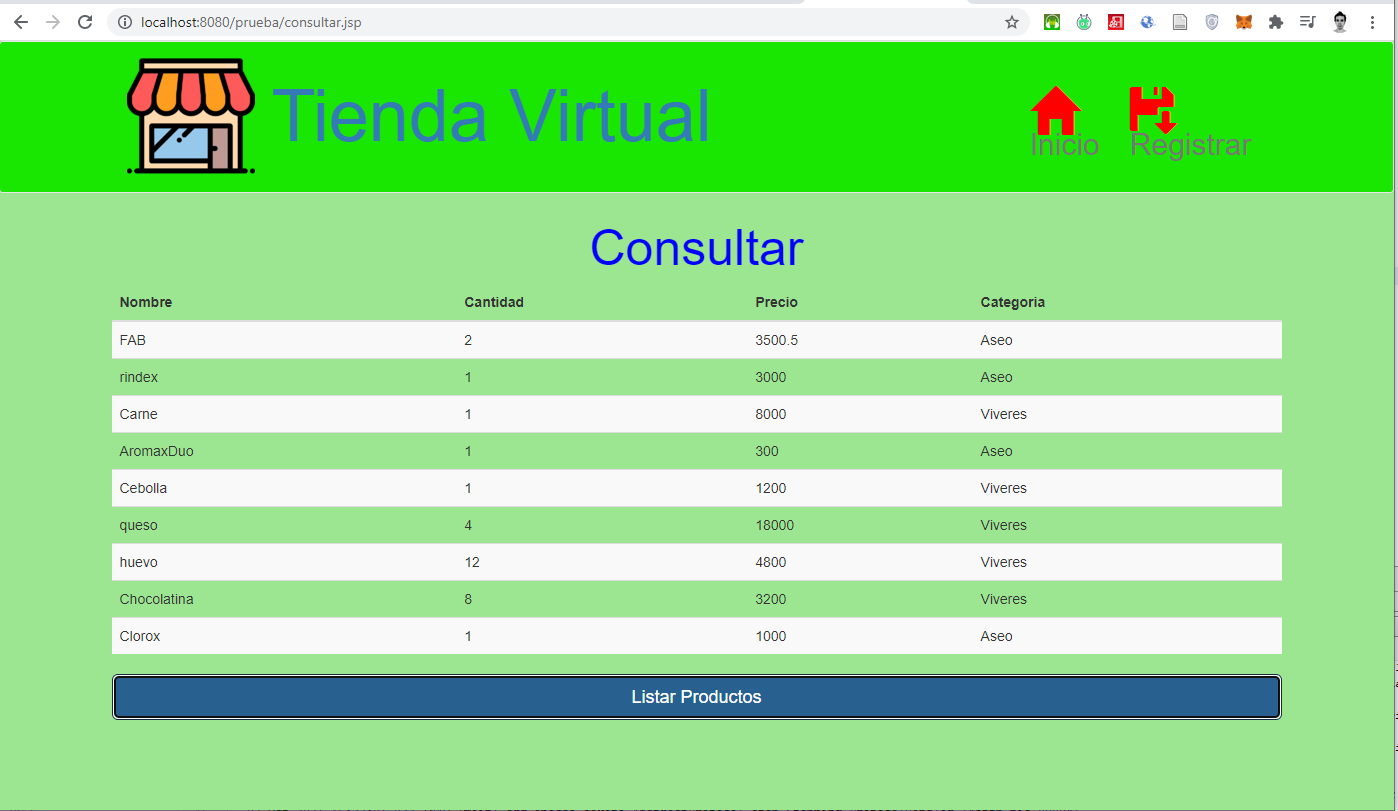 localhost:8080/prueba/consultar.jsp
Tienda Virtual
Inicio Registrar
Consultar
Nombre Cantidad Precio Categoria
FAB 2 3500.5 Aseo
rindex 1 3000 Aseo
Carne 1 8000 Viveres
AromaxDuo 1 300 Aseo
Cebolla 1 1200 Viveres
queso 4 18000 Viveres
huevo 12 4800 Viveres
Chocolatina 8 3200 Viveres
Clorox 1 1000 Aseo
Listar Productos